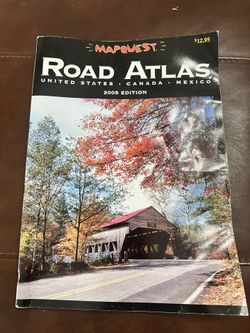 MAPQUEST
$12.95
ROAD ATLAS
UNITED STATES • CANADA • MEXICO
2005 EDITION